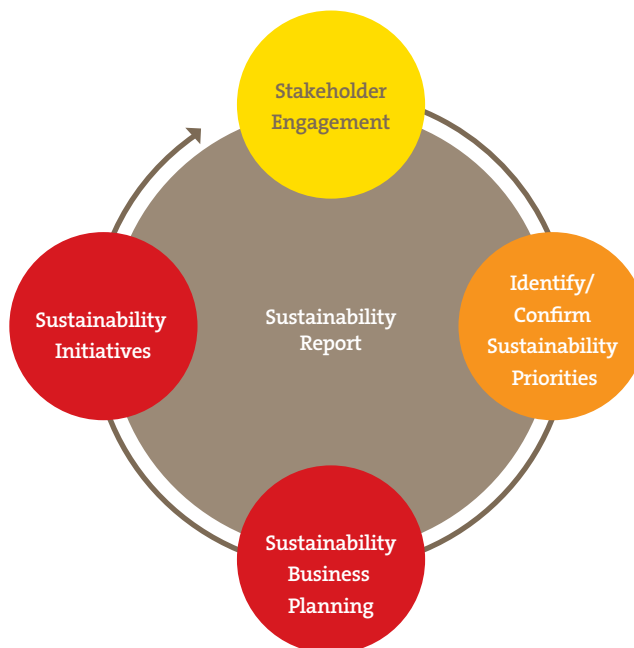 Stakeholder
Engagement
Identify/
Confirm
Sustainability
Priorities
Sustainability
Report
Sustainability
Initiatives
Sustainability
Business
Planning